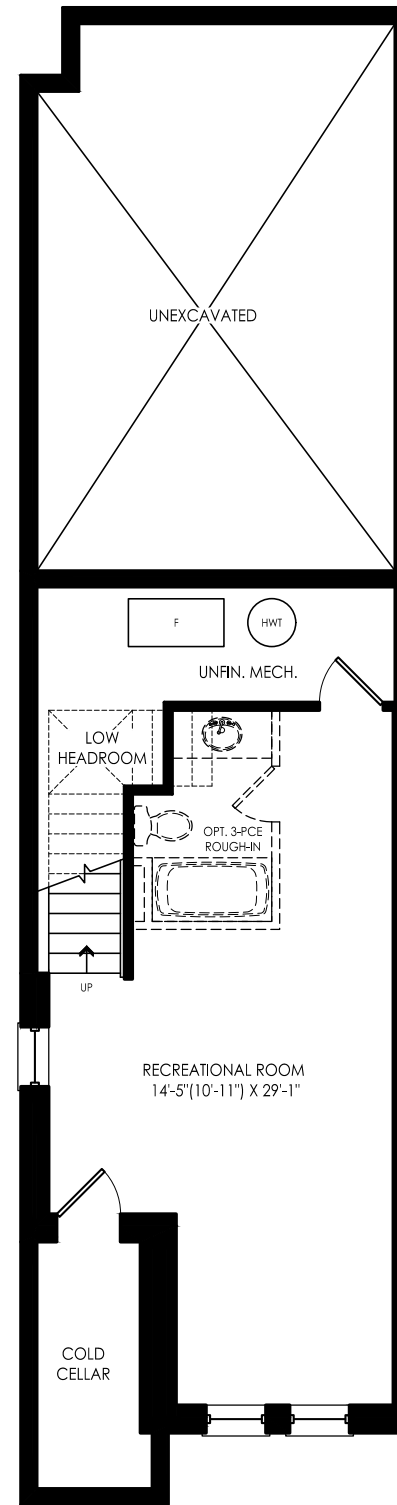 UNEXCAVATED
F
HWT
UNFIN. MECH.
LOW
HEADROOM
OPT. 3-PCE
ROUGH-IN
UP
RECREATIONAL ROOM
14'-5"(10'-11") X 29'-1"
COLD
CELLAR